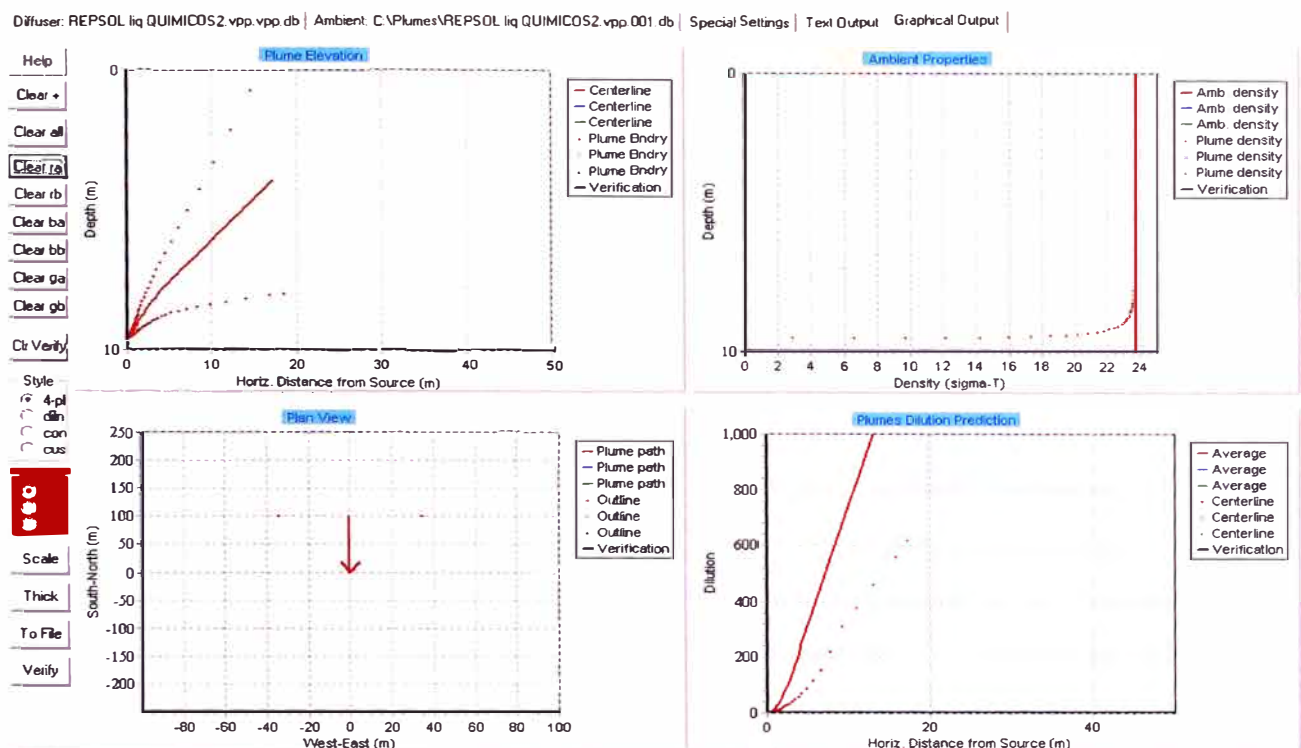 Diffuser: REPSOL liq QUIMICOS2.vpp.vpp.db Ambient: C:\Plumes\REPSOL liq QUIMICOS2.vpp.001.db Special Settings Text Output Graphical Output
Help
Clear +
Clear all
Clear ra
Clear rb
Clear ba
Clear bb
Clear ga
Clear gb
Clr Verify
Style
4-pl
diln
con
cus
Scale
Thick
To File
Verify
Plume Elevation
0
10
Depth (m)
0 10 20 30 40 50
Horiz. Distance from Source (m)
Centerline
Centerline
Centerline
Plume Bndry
Plume Bndry
Plume Bndry
Verification
Ambient Properties
0
10
Depth (m)
0 2 4 6 8 10 12 14 16 18 20 22 24
Density (sigma-T)
Amb. density
Amb. density
Amb. density
Plume density
Plume density
Plume density
Verification
Plan View
250
200
150
100
50
0
-50
-100
-150
-200
South-North (m)
-80 -60 -40 -20 0 20 40 60 80 100
West-East (m)
Plume path
Plume path
Plume path
Outline
Outline
Outline
Verification
Plumes Dilution Prediction
1,000
800
600
400
200
0
Dilution
0 20 40
Horiz. Distance from Source (m)
Average
Average
Average
Centerline
Centerline
Centerline
Verification